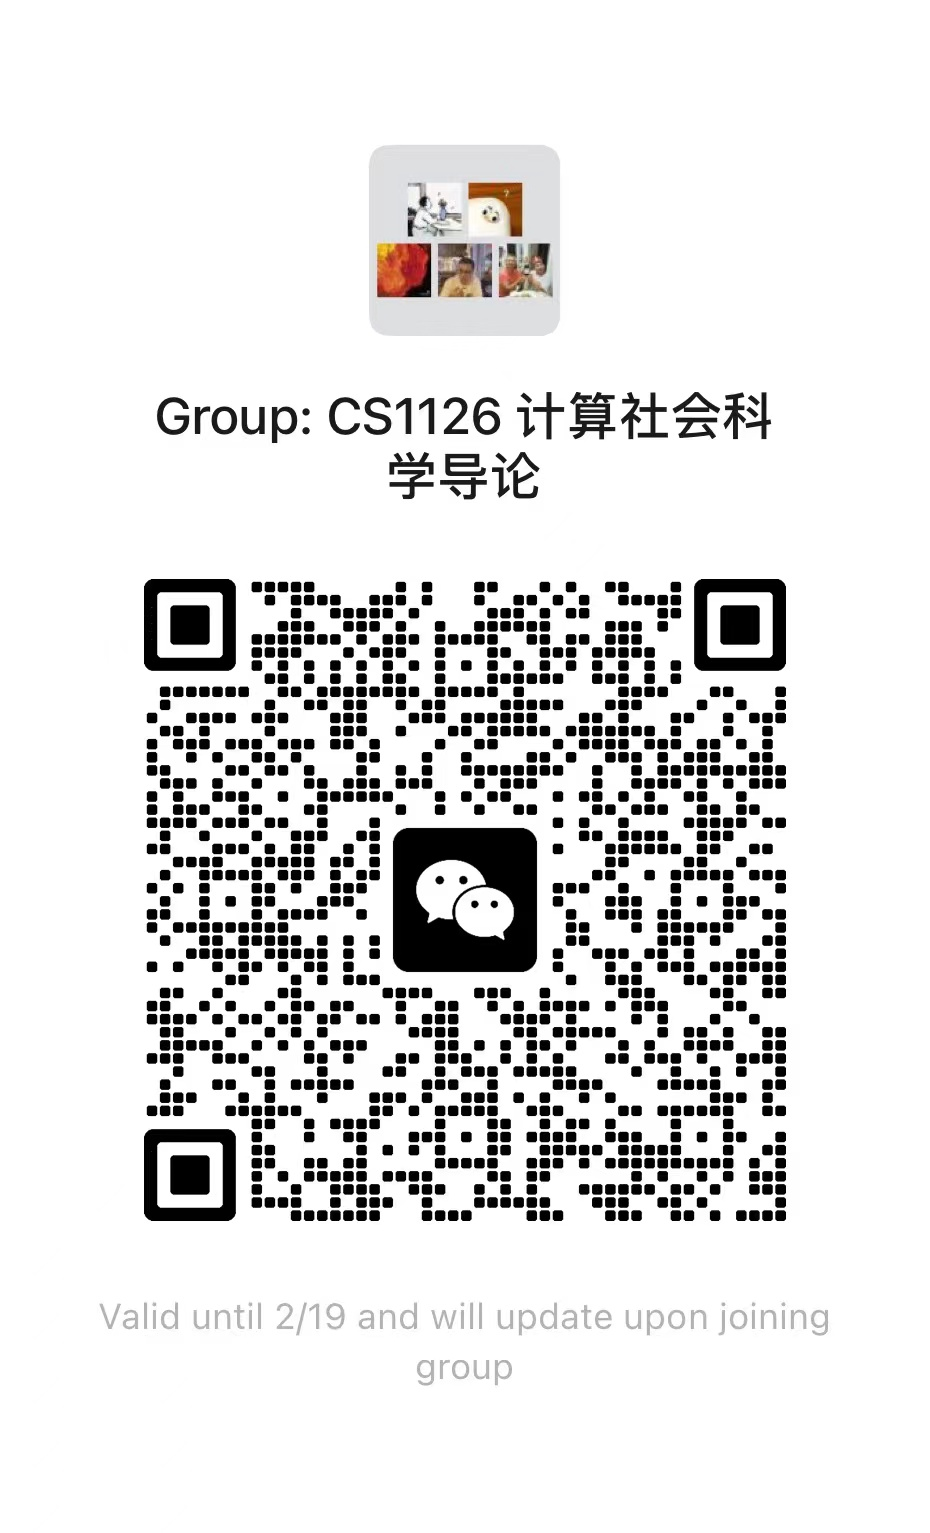 Group: CS1126 计算社会科
学导论
Valid until 2/19 and will update upon joining
group